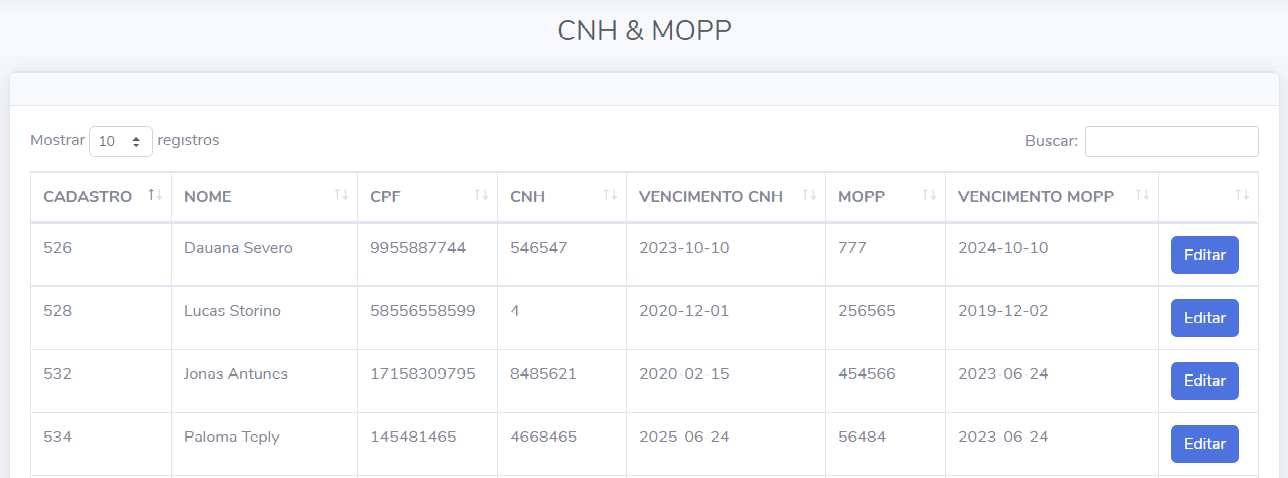 CNH & MOPP
Mostrar 10 registros Buscar:
CADASTRO NOME CPF CNH VENCIMENTO CNH MOPP VENCIMENTO MOPP
526 Dauana Severo 9955887744 546547 2023-10-10 777 2024-10-10 Editar
528 Lucas Storino 58556558599 4 2020-12-01 256565 2019-12-02 Editar
532 Jonas Antunes 17158309795 8485621 2020-02-15 454566 2023-06-24 Editar
534 Paloma Teply 145481465 4668465 2025-06-24 56484 2023-06-24 Editar